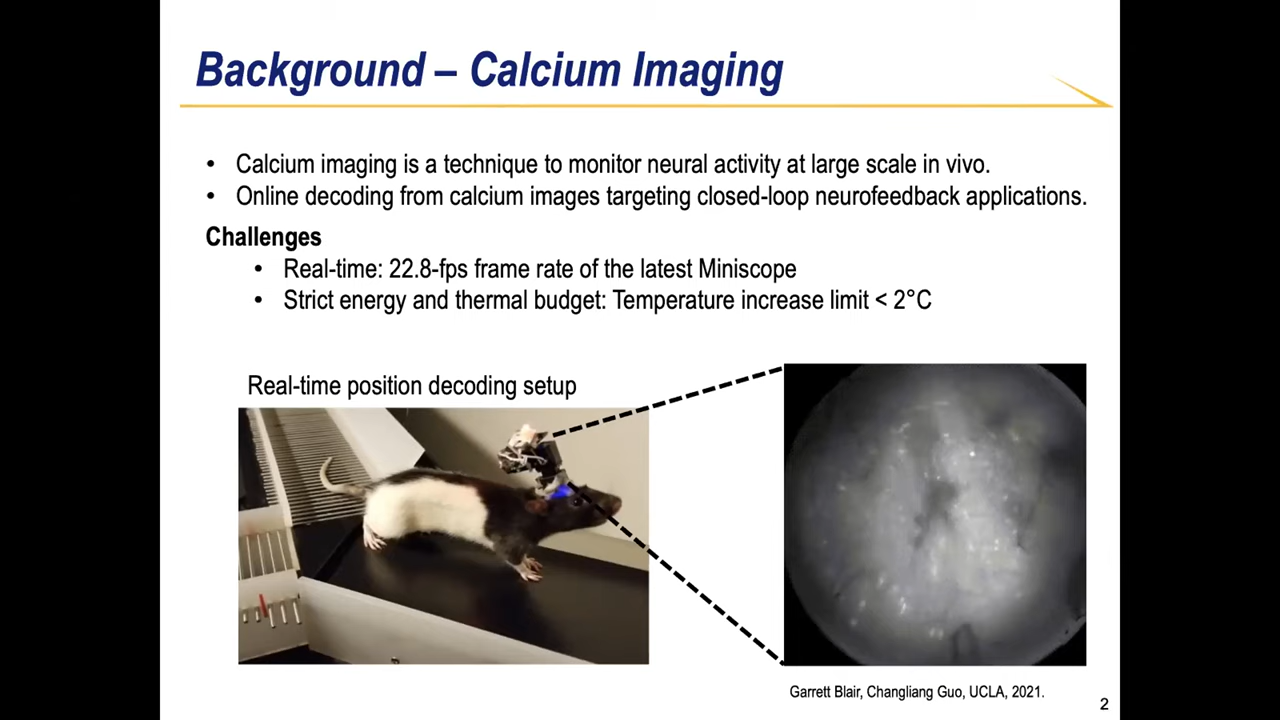 Background – Calcium Imaging
• Calcium imaging is a technique to monitor neural activity at large scale in vivo.
• Online decoding from calcium images targeting closed-loop neurofeedback applications.
Challenges
• Real-time: 22.8-fps frame rate of the latest Miniscope
• Strict energy and thermal budget: Temperature increase limit < 2°C
Real-time position decoding setup
Garrett Blair, Changliang Guo, UCLA, 2021.
2